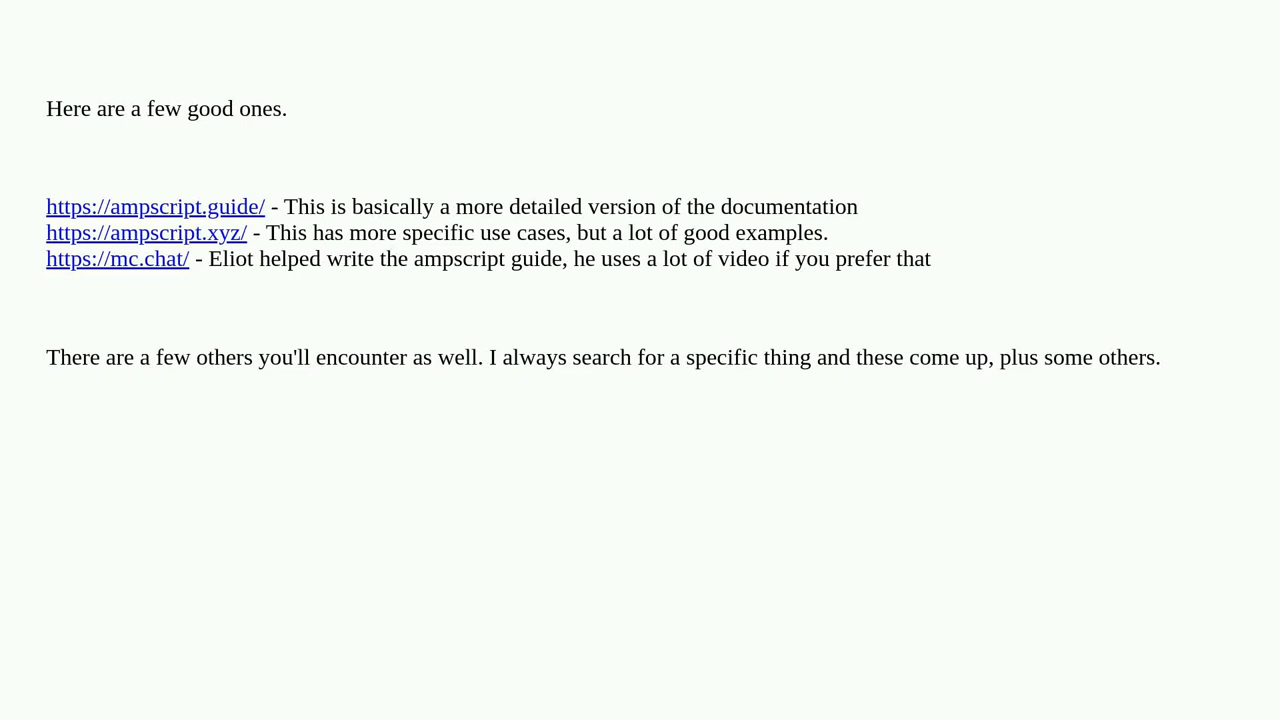 Here are a few good ones.
https://ampscript.guide/ - This is basically a more detailed version of the documentation
https://ampscript.xyz/ - This has more specific use cases, but a lot of good examples.
https://mc.chat/ - Eliot helped write the ampscript guide, he uses a lot of video if you prefer that
There are a few others you'll encounter as well. I always search for a specific thing and these come up, plus some others.